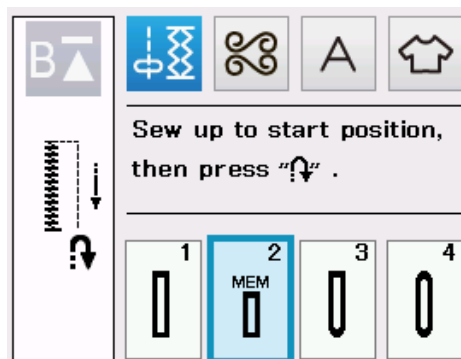 B
A
Sew up to start position,
then press “ ” .
1
2
3
4
MEM